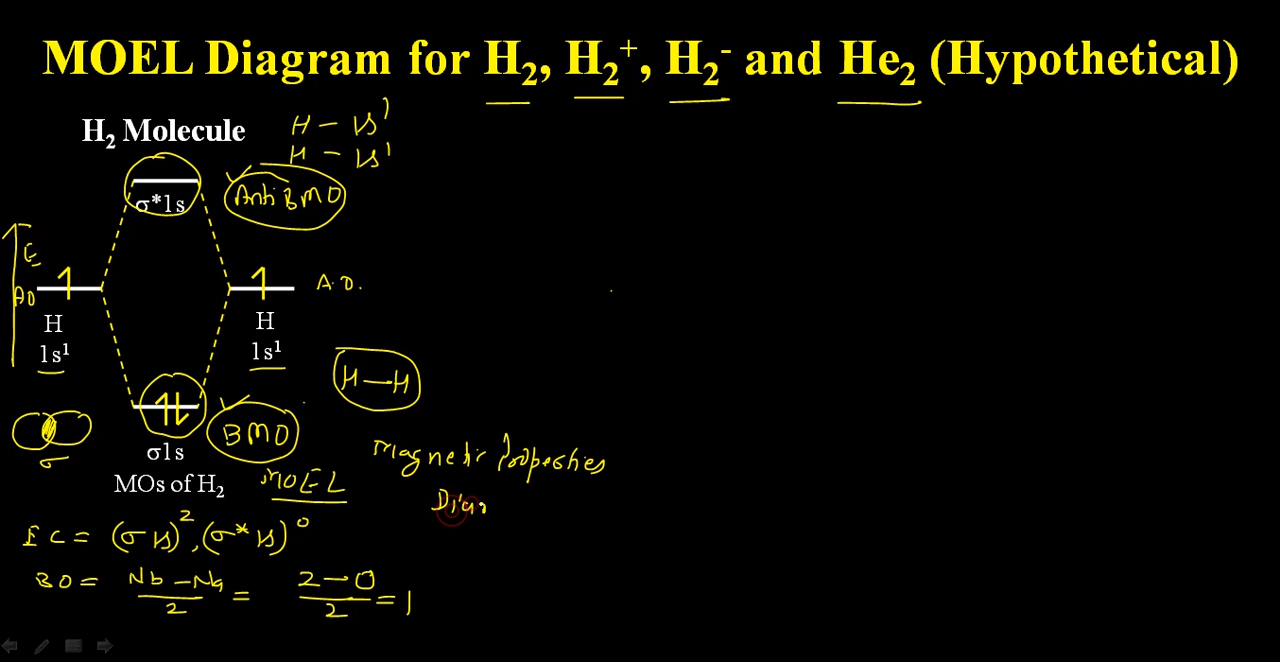 MOEL Diagram for H₂, H₂⁺, H₂⁻ and He₂ (Hypothetical)
H₂ Molecule
H – 1s¹
H – 1s¹
σ*1s
Anti BMO
E
AO
A.O.
H
1s¹
H
1s¹
H—H
BMO
σ
σ1s
MOs of H₂
MOEL
Magnetic Properties
Dia
EC = (σ1s)², (σ*1s)⁰
BO = Nb – Na / 2 = 2 – 0 / 2 = 1